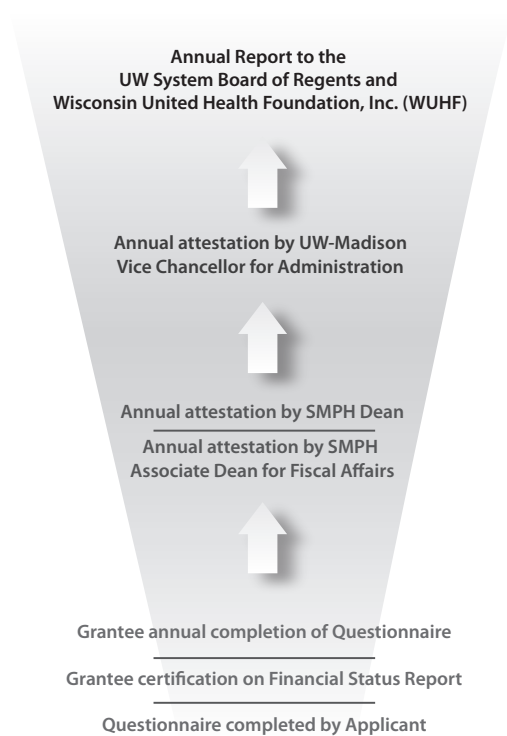 Annual Report to the
UW System Board of Regents and
Wisconsin United Health Foundation, Inc. (WUHF)
Annual attestation by UW-Madison
Vice Chancellor for Administration
Annual attestation by SMPH Dean
Annual attestation by SMPH
Associate Dean for Fiscal Affairs
Grantee annual completion of Questionnaire
Grantee certification on Financial Status Report
Questionnaire completed by Applicant